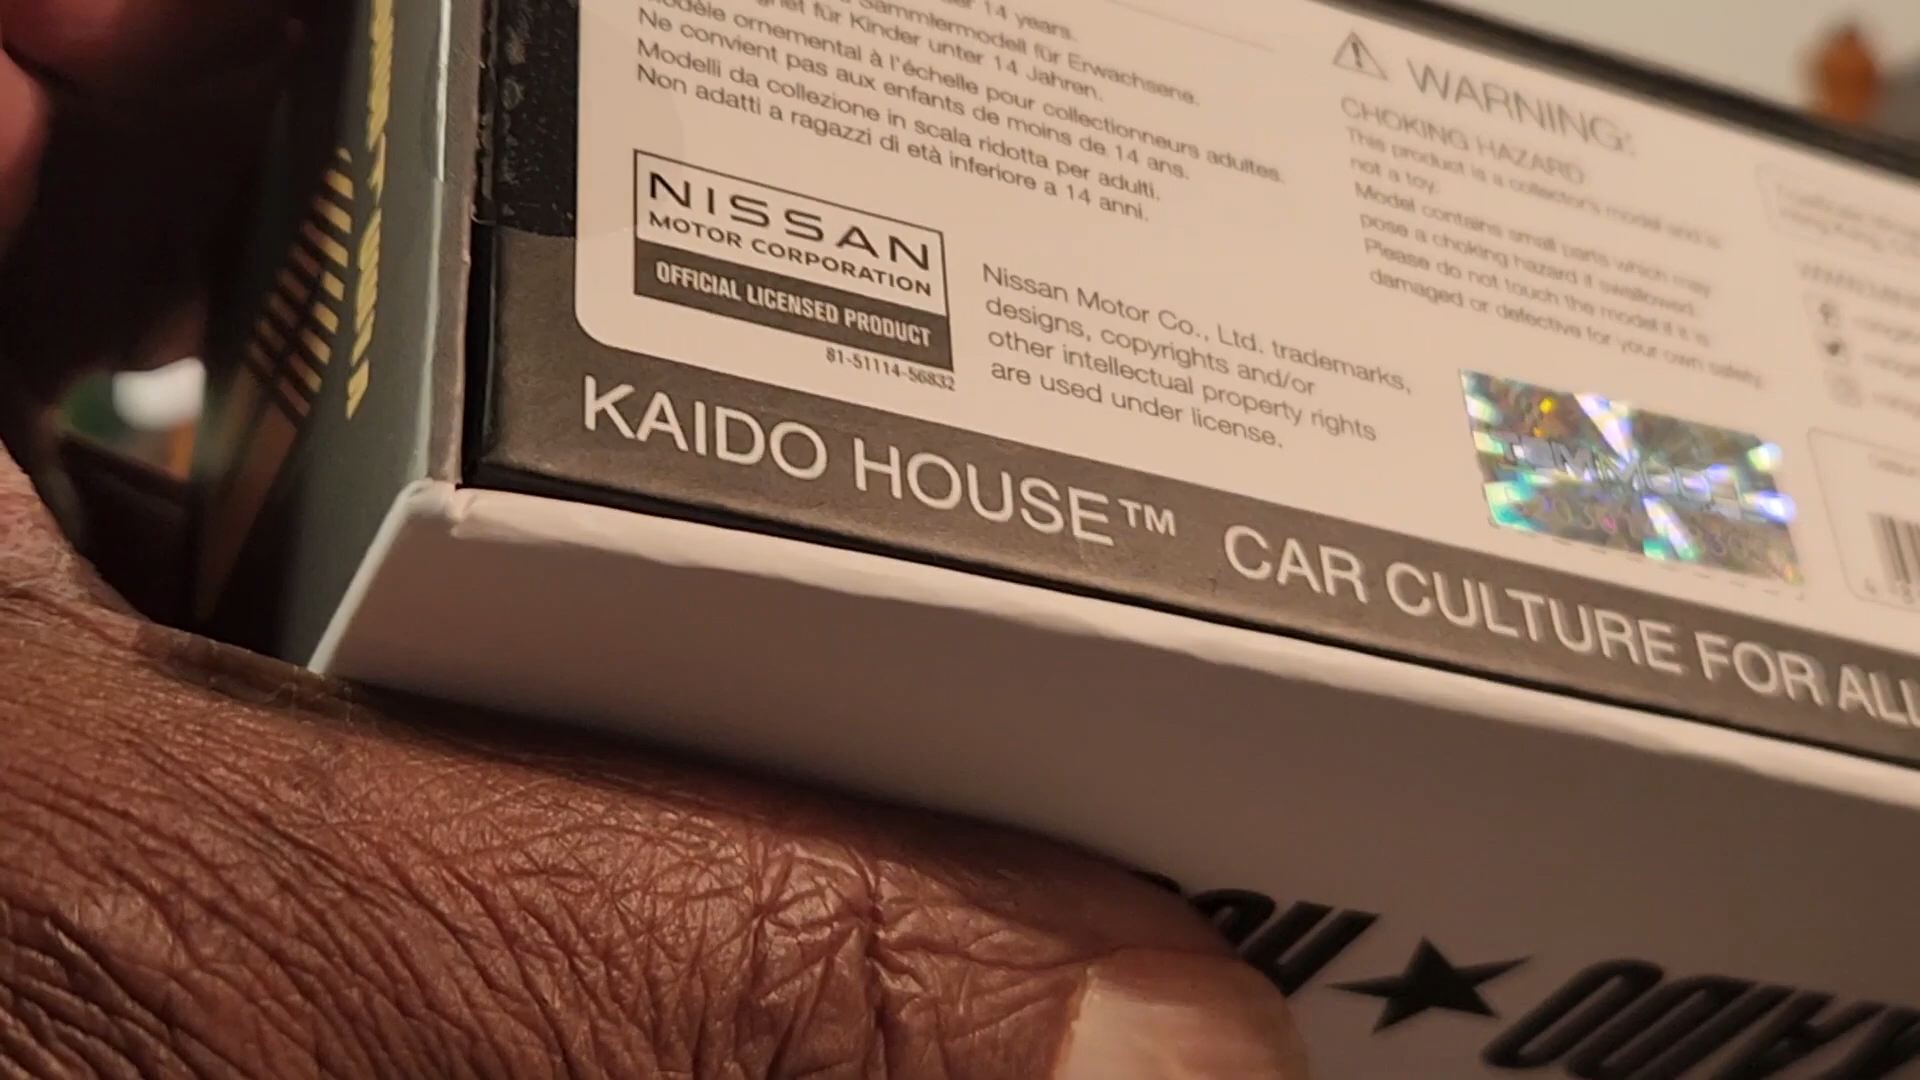 14 years.
Sammlermodell für Erwachsene.
für Kinder unter 14 Jahren.
ornemental à l'échelle pour collectionneurs adultes.
Ne convient pas aux enfants de moins de 14 ans.
Modelli da collezione in scala ridotta per adulti.
Non adatti a ragazzi di età inferiore a 14 anni.
NISSAN
MOTOR CORPORATION
OFFICIAL LICENSED PRODUCT
81-51114-56832
Nissan Motor Co., Ltd. trademarks,
designs, copyrights and/or
other intellectual property rights
are used under license.
WARNING:
CHOKING HAZARD
This product is a collector's model and is
not a toy.
Model contains small parts which may
pose a choking hazard if swallowed.
Please do not touch the model if it is
damaged or defective for your own safety.
KAIDO HOUSE™ CAR CULTURE FOR ALL
KAIDO ★